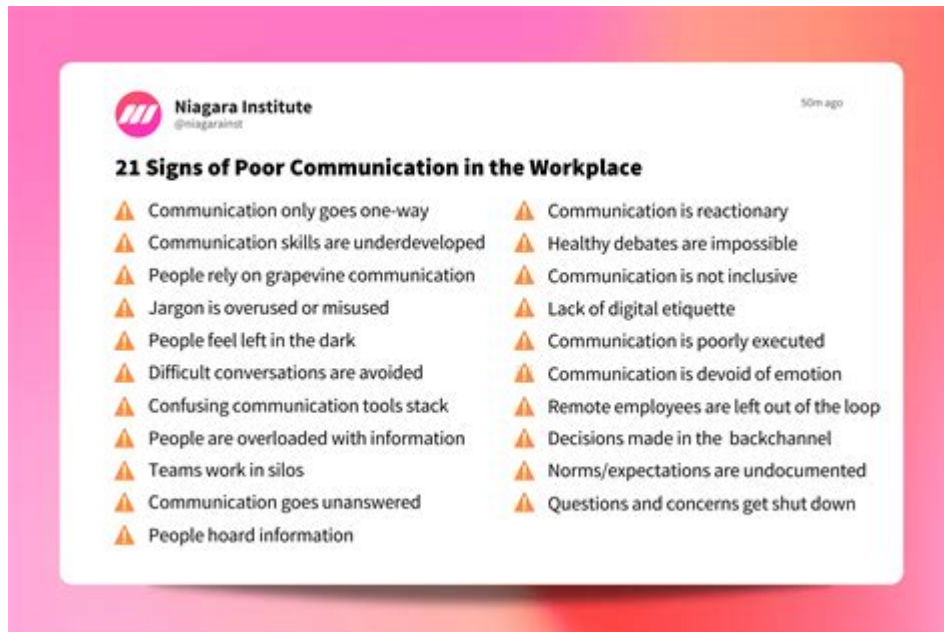 Niagara Institute
@niagarainst
50m ago
21 Signs of Poor Communication in the Workplace
Communication only goes one-way
Communication skills are underdeveloped
People rely on grapevine communication
Jargon is overused or misused
People feel left in the dark
Difficult conversations are avoided
Confusing communication tools stack
People are overloaded with information
Teams work in silos
Communication goes unanswered
People hoard information
Communication is reactionary
Healthy debates are impossible
Communication is not inclusive
Lack of digital etiquette
Communication is poorly executed
Communication is devoid of emotion
Remote employees are left out of the loop
Decisions made in the backchannel
Norms/expectations are undocumented
Questions and concerns get shut down